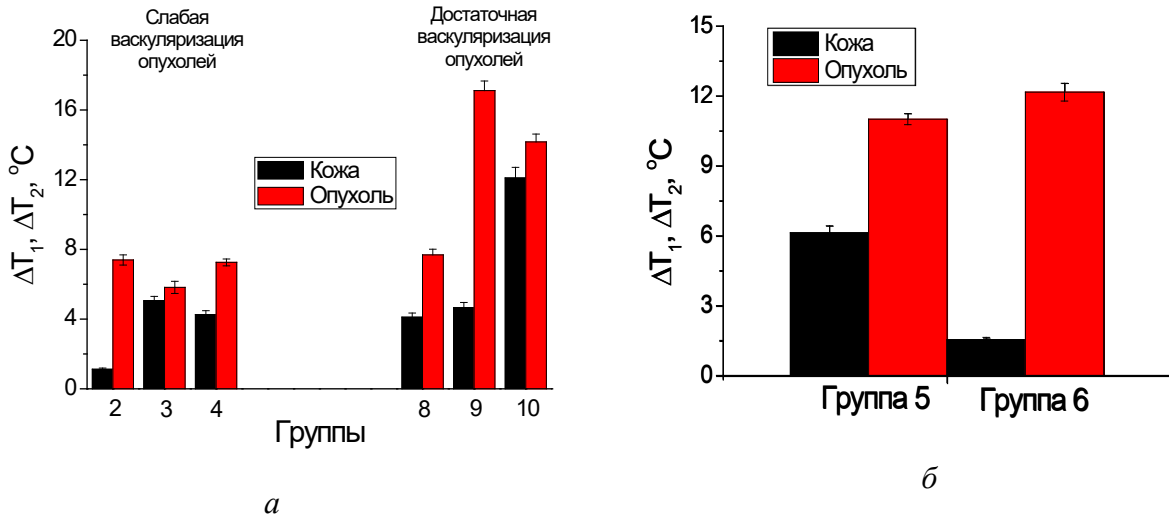 Слабая
васкуляризация
опухолей
Достаточная
васкуляризация
опухолей
20
16
12
8
4
0
ΔT₁, ΔT₂, °C
Кожа
Опухоль
2 3 4 8 9 10
Группы
а
15
12
9
6
3
0
ΔT₁, ΔT₂, °C
Кожа
Опухоль
Группа 5 Группа 6
б